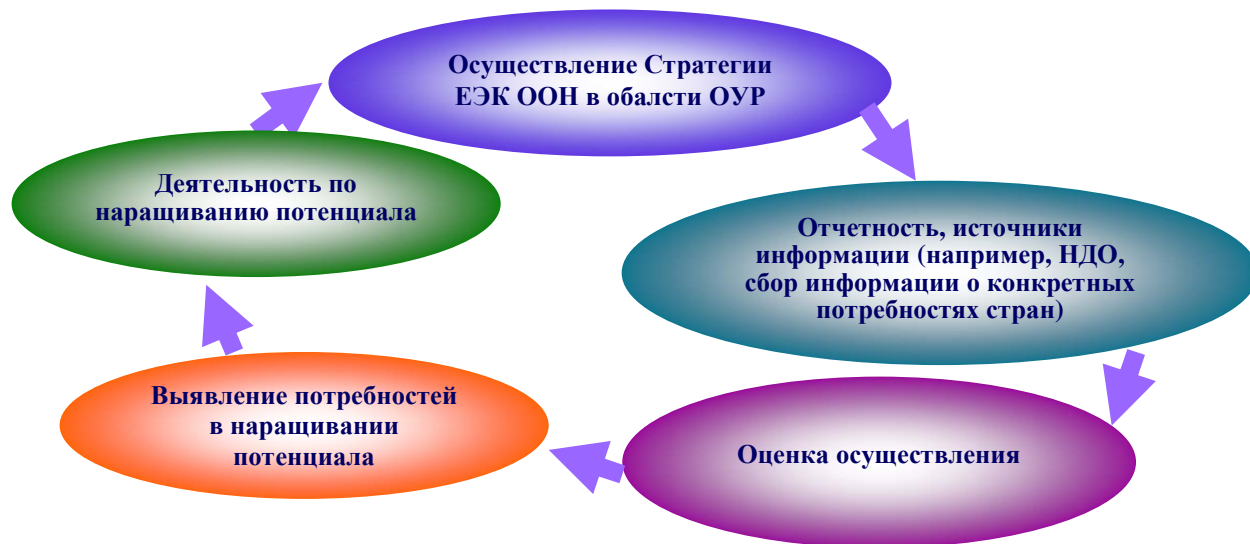 Осуществление Стратегии
ЕЭК ООН в обалсти ОУР
Отчетность, источники
информации (например, НДО,
сбор информации о конкретных
потребностях стран)
Оценка осуществления
Выявление потребностей
в наращивании
потенциала
Деятельность по
наращиванию потенциала